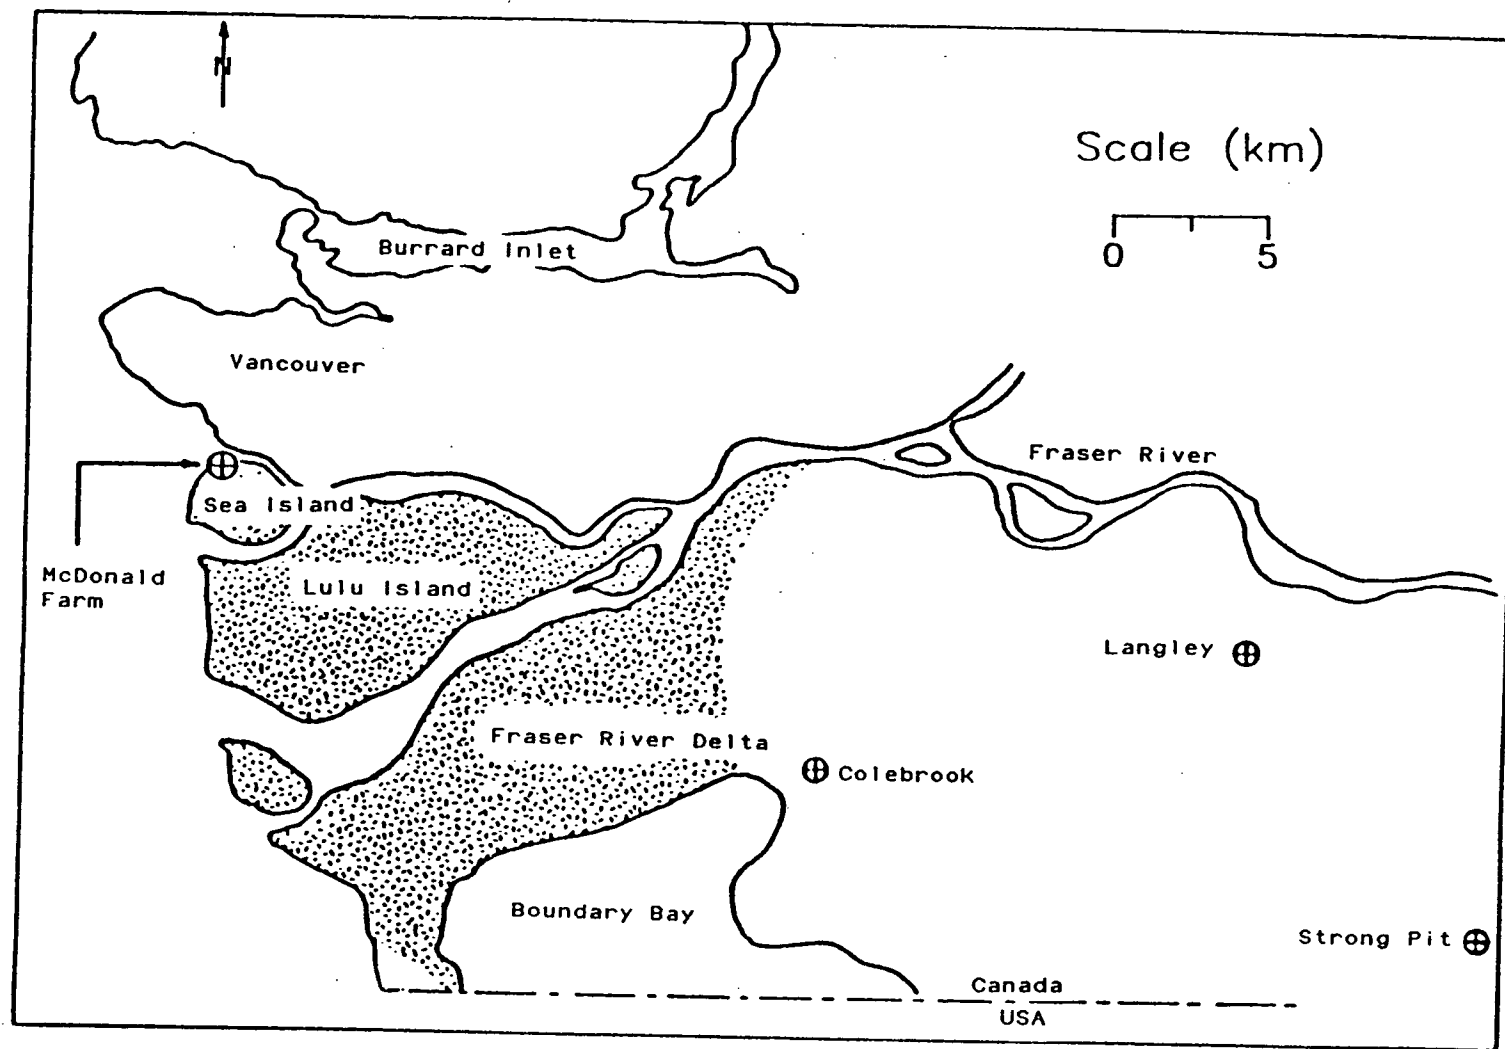 N
Scale (km)
0 5
Burrard Inlet
Vancouver
Fraser River
Sea Island
McDonald
Farm
Lulu Island
Langley
Fraser River Delta
Colebrook
Boundary Bay
Strong Pit
Canada
USA